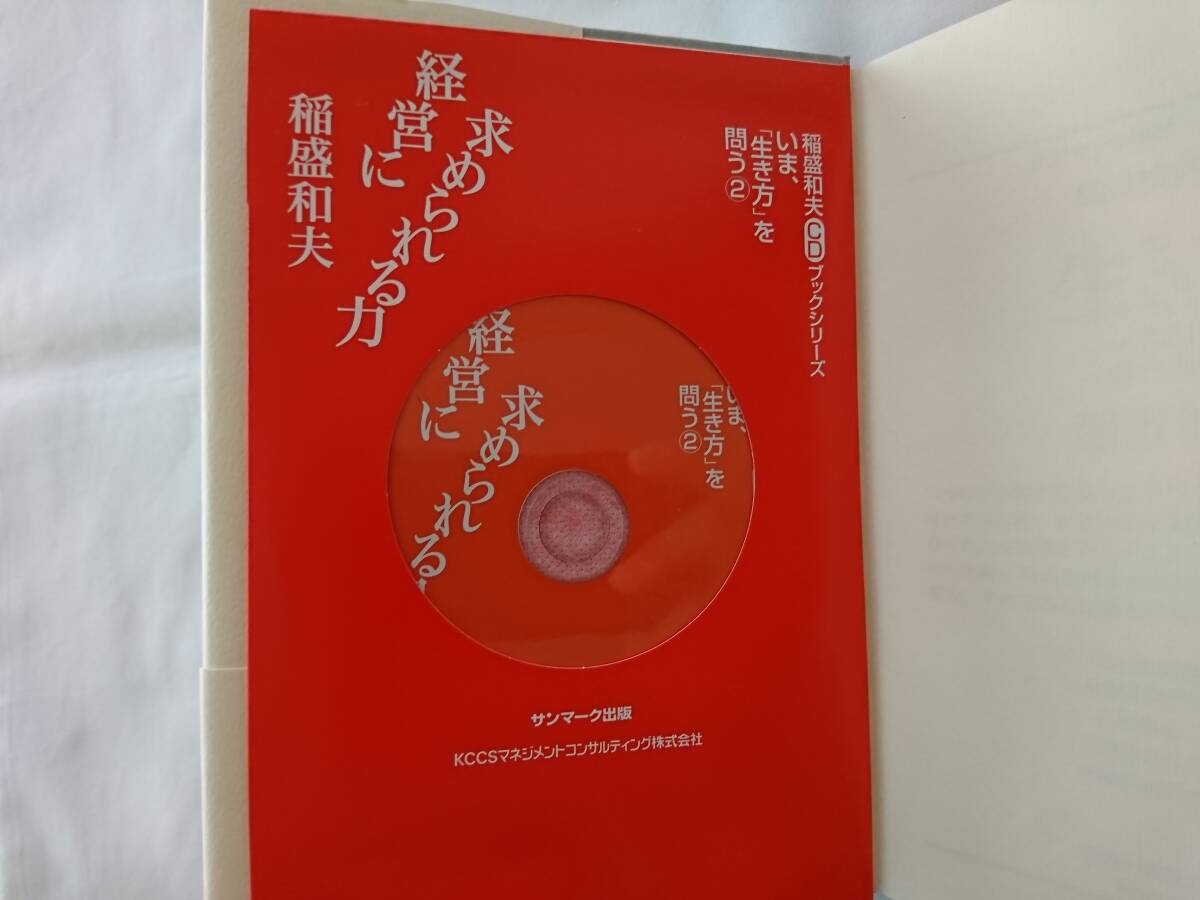 稲盛和夫CDブックシリーズ
いま、
「生き方」を
問う②
求められる力
経営に
稲盛和夫
いま、
「生き方」を
問う②
求められる
経営に
サンマーク出版
KCCSマネジメントコンサルティング株式会社